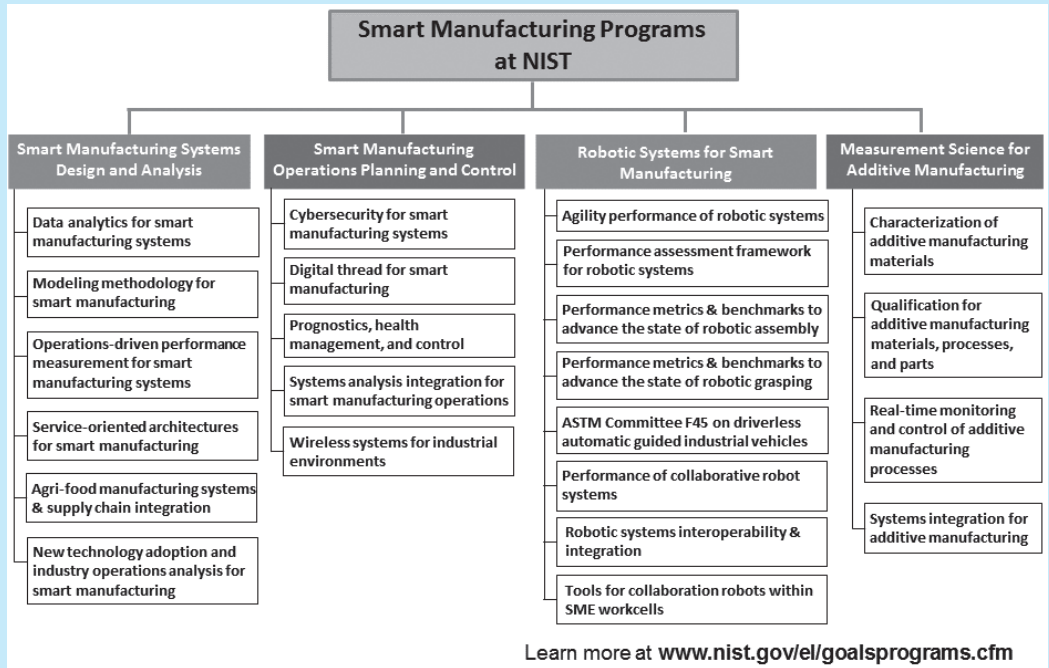 Smart Manufacturing Programs
at NIST
Smart Manufacturing Systems
Design and Analysis
Data analytics for smart
manufacturing systems
Modeling methodology for
smart manufacturing
Operations-driven performance
measurement for smart
manufacturing systems
Service-oriented architectures
for smart manufacturing
Agri-food manufacturing systems
& supply chain integration
New technology adoption and
industry operations analysis for
smart manufacturing
Smart Manufacturing
Operations Planning and Control
Cybersecurity for smart
manufacturing systems
Digital thread for smart
manufacturing
Prognostics, health
management, and control
Systems analysis integration for
smart manufacturing operations
Wireless systems for industrial
environments
Robotic Systems for Smart
Manufacturing
Agility performance of robotic systems
Performance assessment framework
for robotic systems
Performance metrics & benchmarks to
advance the state of robotic assembly
Performance metrics & benchmarks to
advance the state of robotic grasping
ASTM Committee F45 on driverless
automatic guided industrial vehicles
Performance of collaborative robot
systems
Robotic systems interoperability &
integration
Tools for collaboration robots within
SME workcells
Measurement Science for
Additive Manufacturing
Characterization of
additive manufacturing
materials
Qualification for
additive manufacturing
materials, processes,
and parts
Real-time monitoring
and control of additive
manufacturing
processes
Systems integration for
additive manufacturing
Learn more at www.nist.gov/el/goalsprograms.cfm